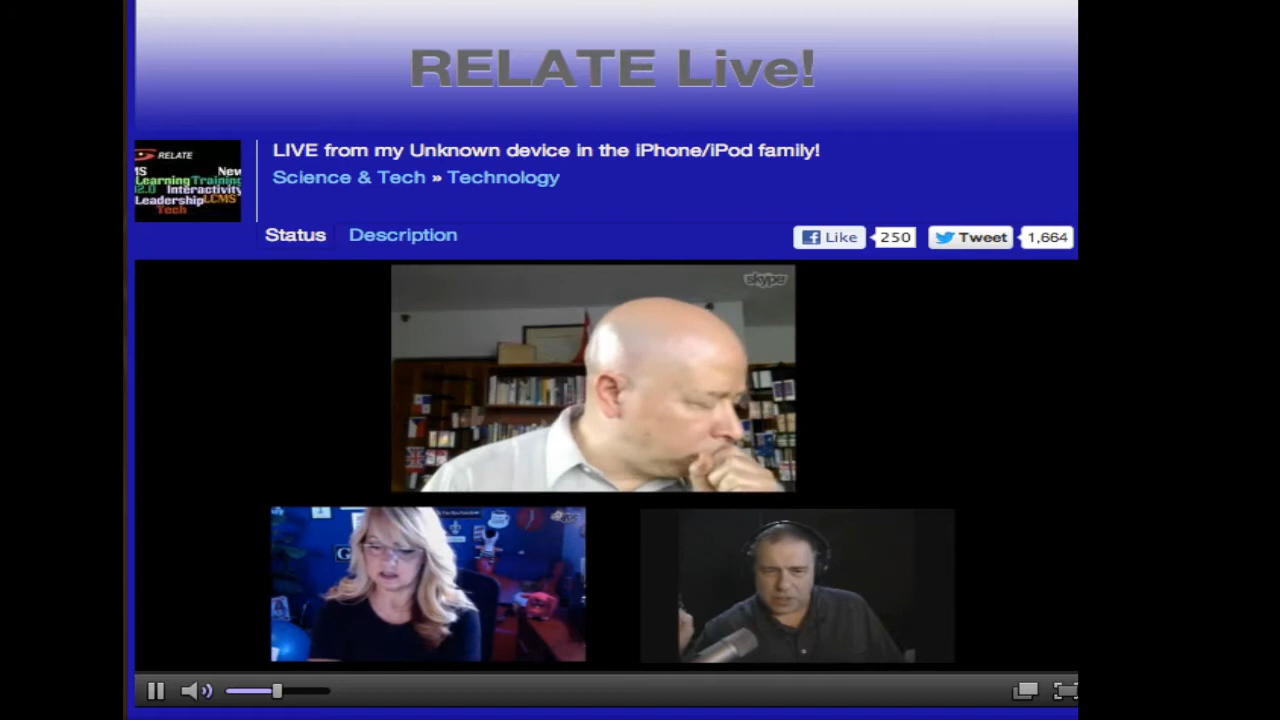 RELATE Live!
LIVE from my Unknown device in the iPhone/iPod family!
Science & Tech » Technology
RELATE
MS New
Learning Training
Interactivity
Leadership LCMS
Tech
Status Description
Like 250 Tweet 1,664
skype